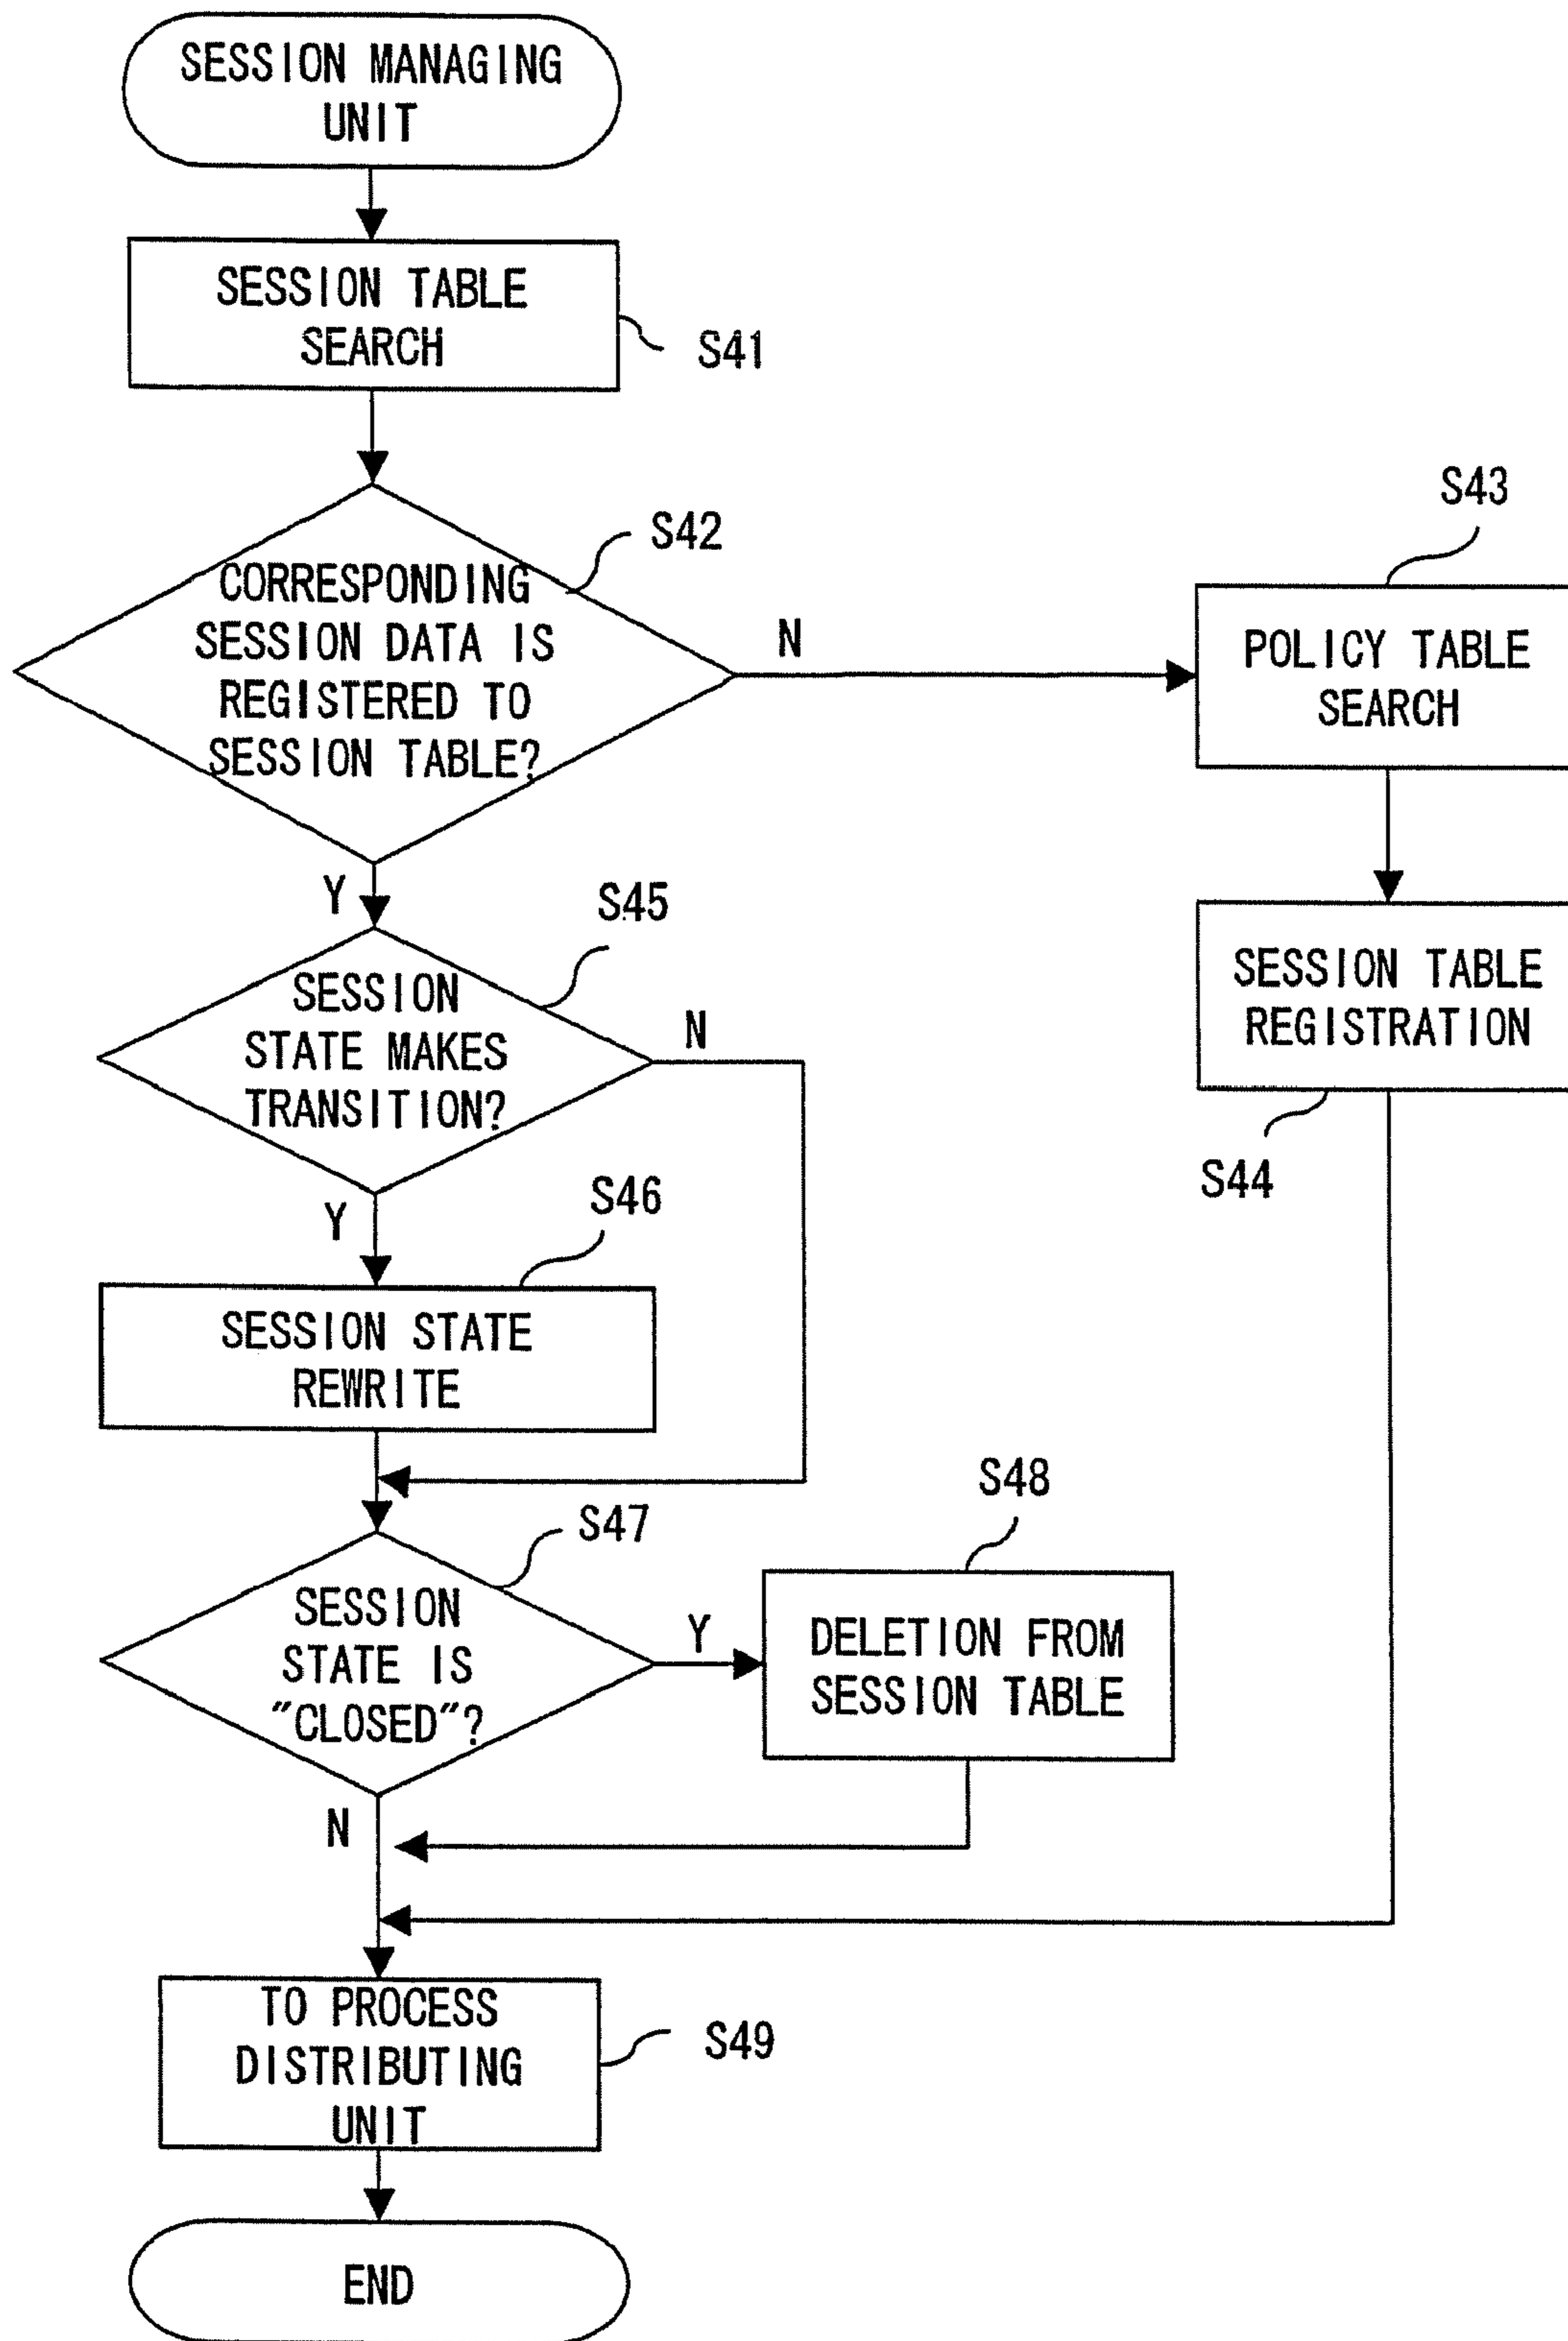 SESSION MANAGING
UNIT
SESSION TABLE
SEARCH
S41
S42
CORRESPONDING
SESSION DATA IS
REGISTERED TO
SESSION TABLE?
N
S43
POLICY TABLE
SEARCH
Y
S45
SESSION
STATE MAKES
TRANSITION?
N
SESSION TABLE
REGISTRATION
S44
Y
S46
SESSION STATE
REWRITE
S47
SESSION
STATE IS
"CLOSED"?
Y
S48
DELETION FROM
SESSION TABLE
N
TO PROCESS
DISTRIBUTING
UNIT
S49
END